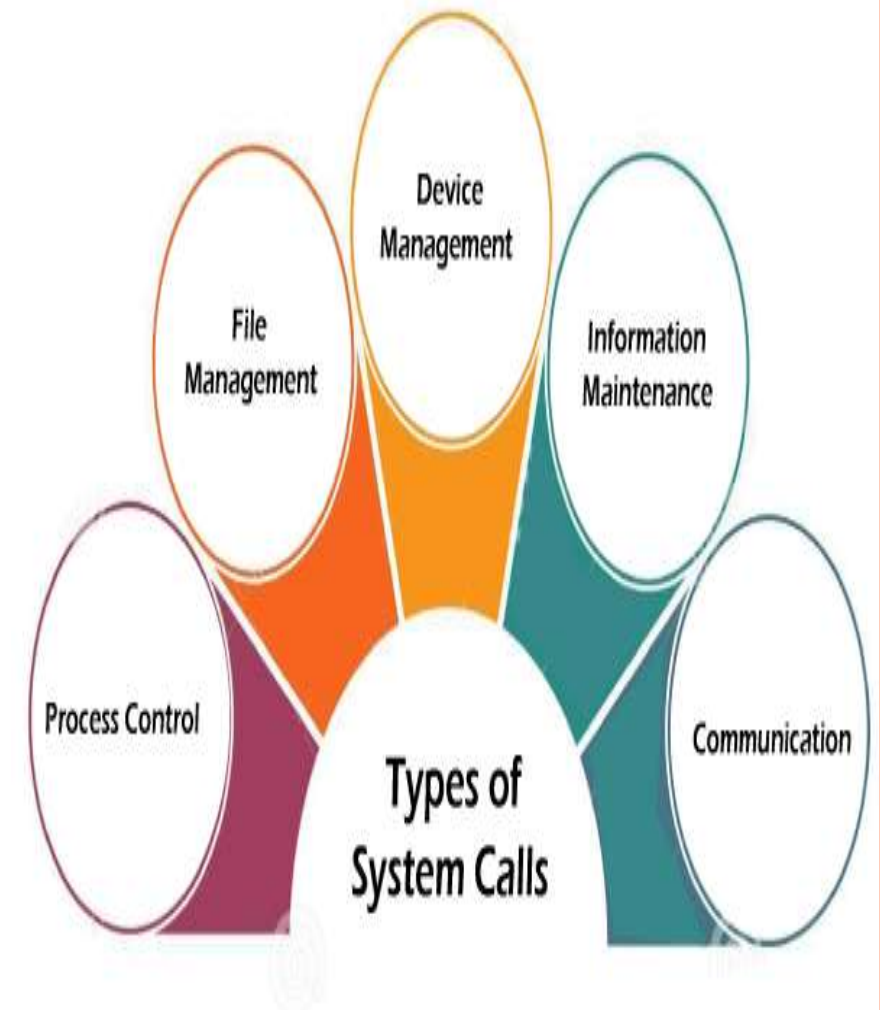 Device
Management
File
Management
Information
Maintenance
Process Control
Communication
Types of
System Calls